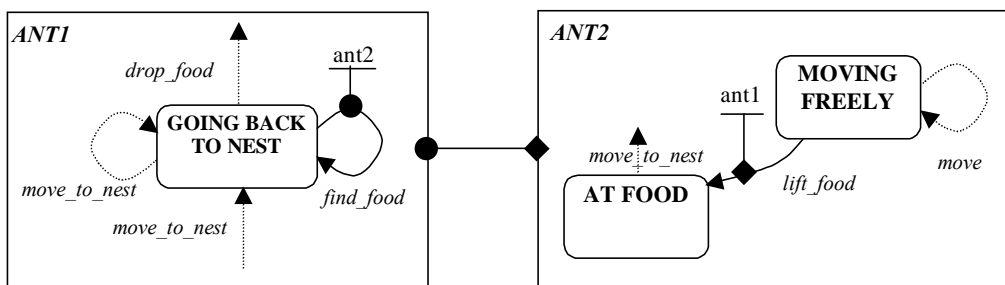 ANT1
drop_food
ant2
GOING BACK
TO NEST
move_to_nest
find_food
move_to_nest
ANT2
MOVING
FREELY
ant1
move_to_nest
move
lift_food
AT FOOD